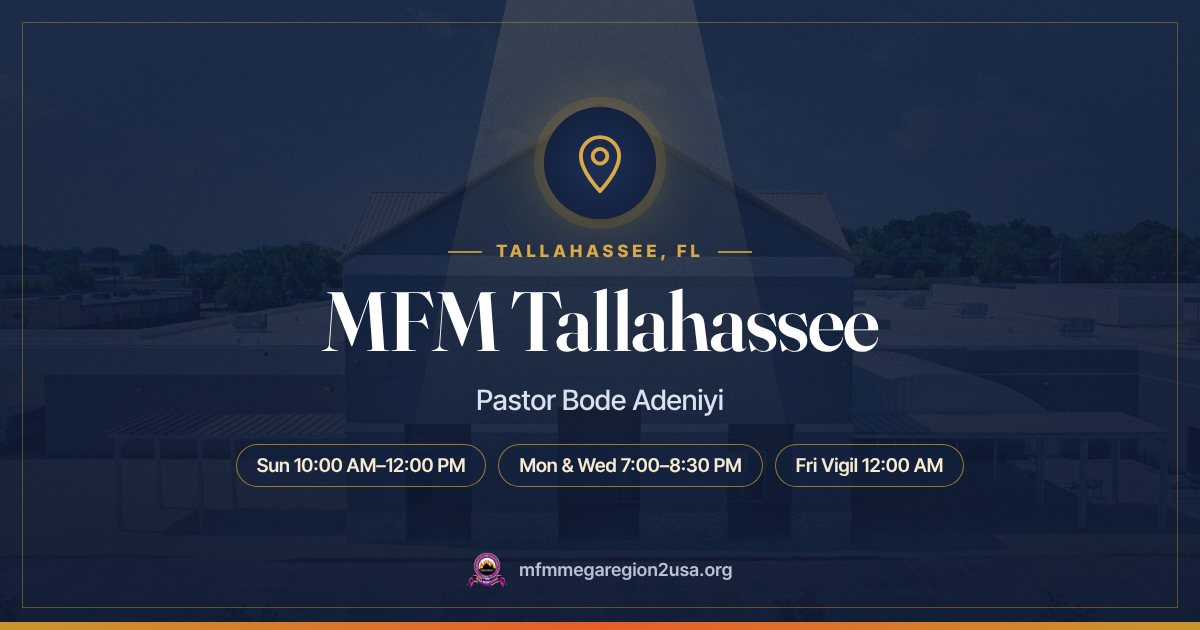 TALLAHASSEE, FL
MFM Tallahassee
Pastor Bode Adeniyi
Sun 10:00 AM–12:00 PM
Mon & Wed 7:00–8:30 PM
Fri Vigil 12:00 AM
mfmmegaregion2usa.org